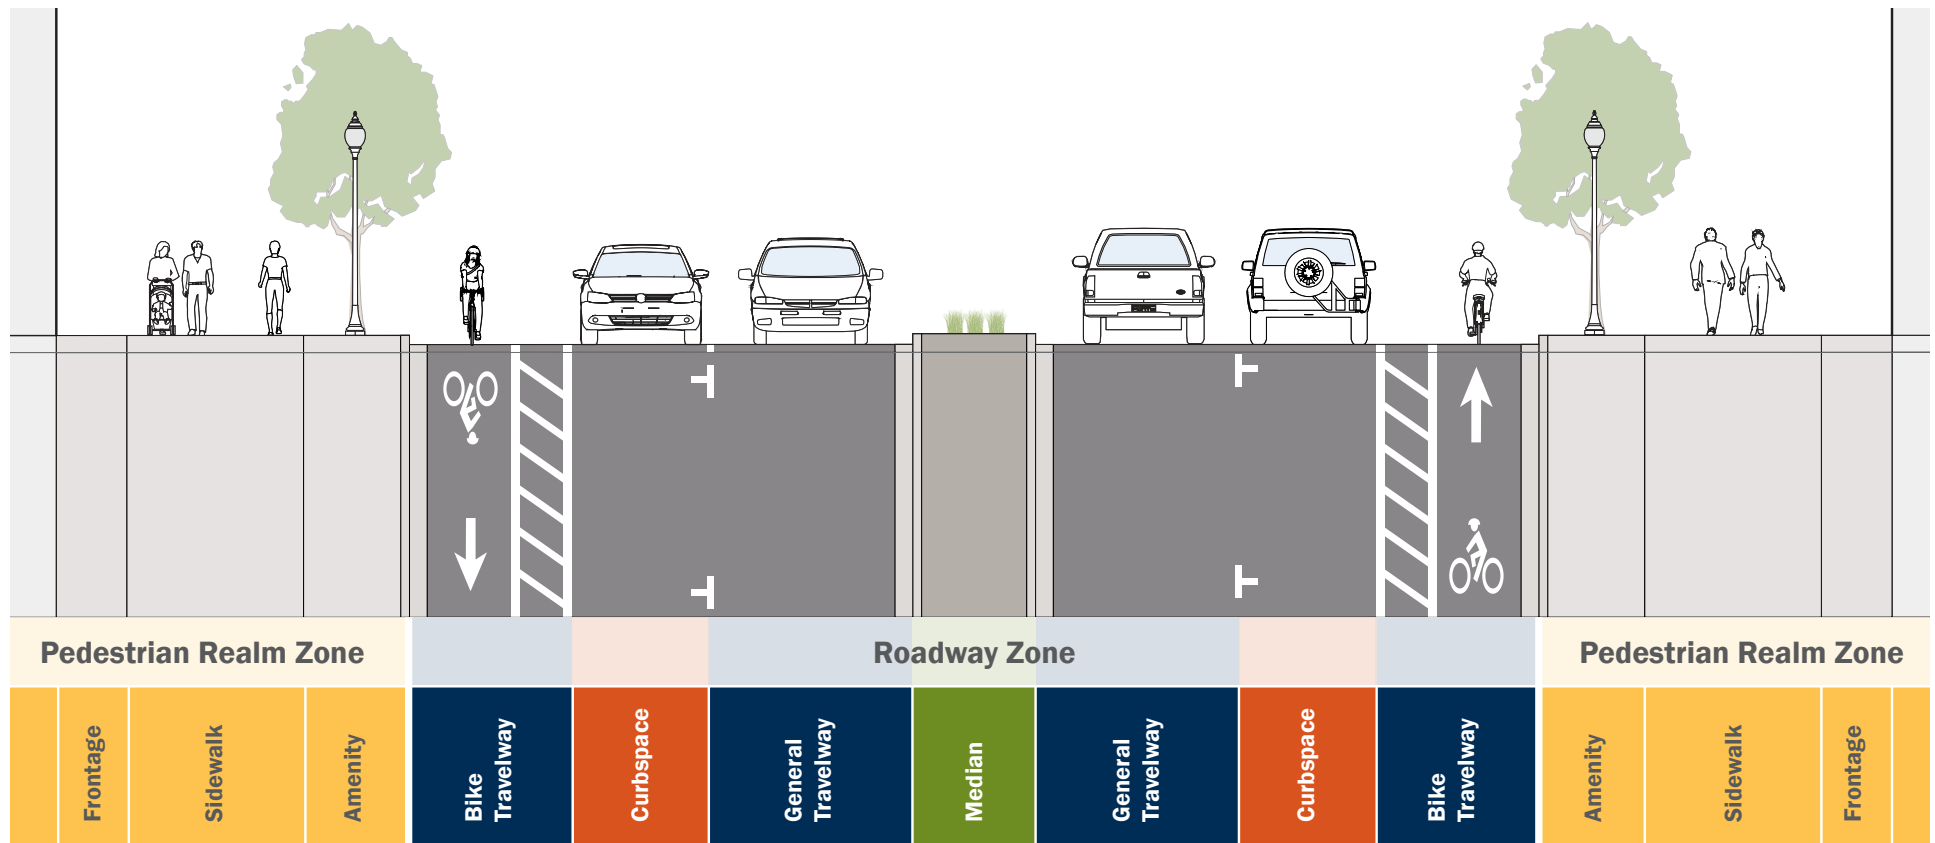 Pedestrian Realm Zone
Roadway Zone
Pedestrian Realm Zone
Frontage
Sidewalk
Amenity
Bike
Travelway
Curbspace
General
Travelway
Median
General
Travelway
Curbspace
Bike
Travelway
Amenity
Sidewalk
Frontage